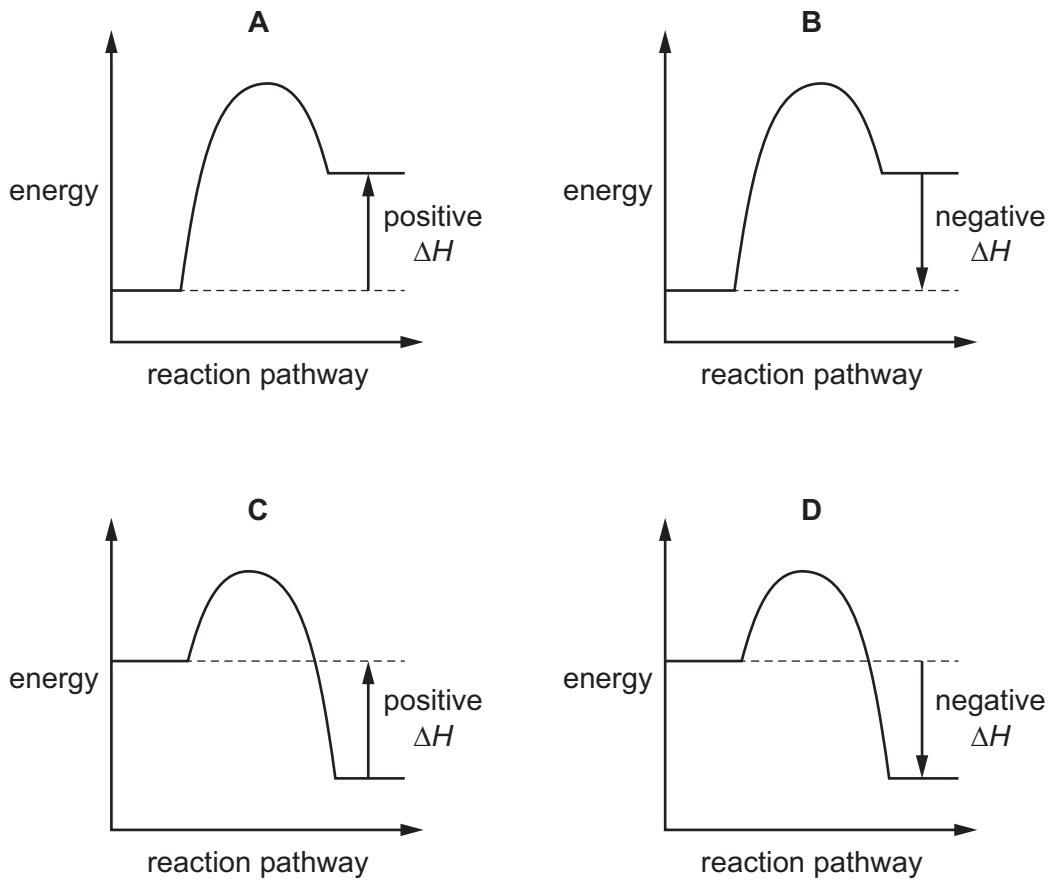 A
energy
positive
ΔH
reaction pathway
B
energy
negative
ΔH
reaction pathway
C
energy
positive
ΔH
reaction pathway
D
energy
negative
ΔH
reaction pathway